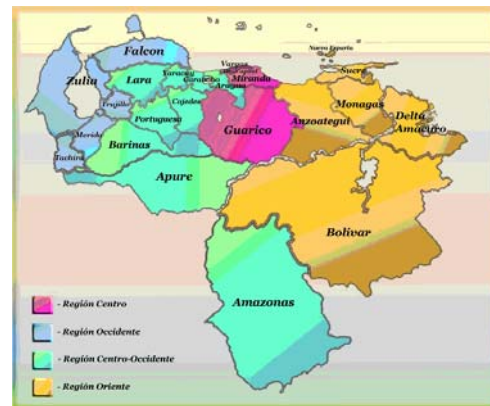 Falcon
Zulia
Lara
Yaracuy
Carabobo
Aragua
Vargas
Miranda
Nueva Esparta
Sucre
Trujillo
Portuguesa
Cojedes
Guarico
Anzoategui
Monagas
Delta
Amacuro
Merida
Barinas
Tachira
Apure
Bolivar
Amazonas
- Región Centro
- Región Occidente
- Región Centro-Occidente
- Región Oriente